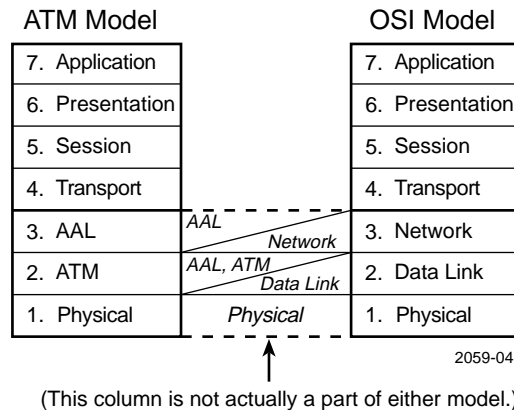 ATM Model
OSI Model
7. Application
7. Application
6. Presentation
6. Presentation
5. Session
5. Session
4. Transport
4. Transport
3. AAL
AAL
Network
3. Network
2. ATM
AAL, ATM
Data Link
2. Data Link
1. Physical
Physical
1. Physical
2059-04
(This column is not actually a part of either model.)